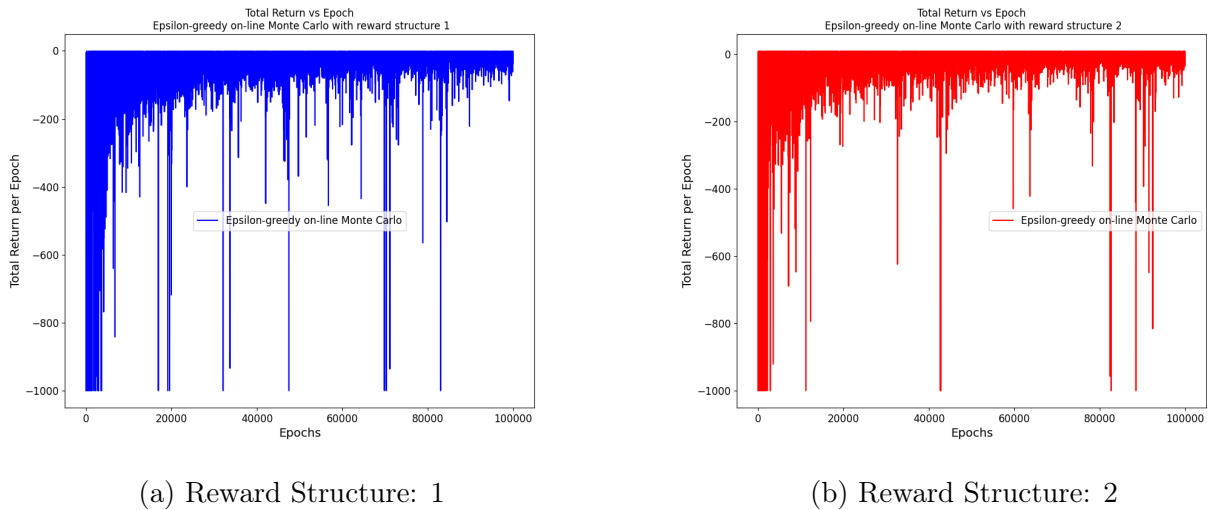 Total Return vs Epoch
Epsilon-greedy on-line Monte Carlo with reward structure 1
Total Return per Epoch
0
−200
−400
−600
−800
−1000
Epsilon-greedy on-line Monte Carlo
0
20000
40000
60000
80000
100000
Epochs
(a) Reward Structure: 1
Total Return vs Epoch
Epsilon-greedy on-line Monte Carlo with reward structure 2
Total Return per Epoch
0
−200
−400
−600
−800
−1000
Epsilon-greedy on-line Monte Carlo
0
20000
40000
60000
80000
100000
Epochs
(b) Reward Structure: 2